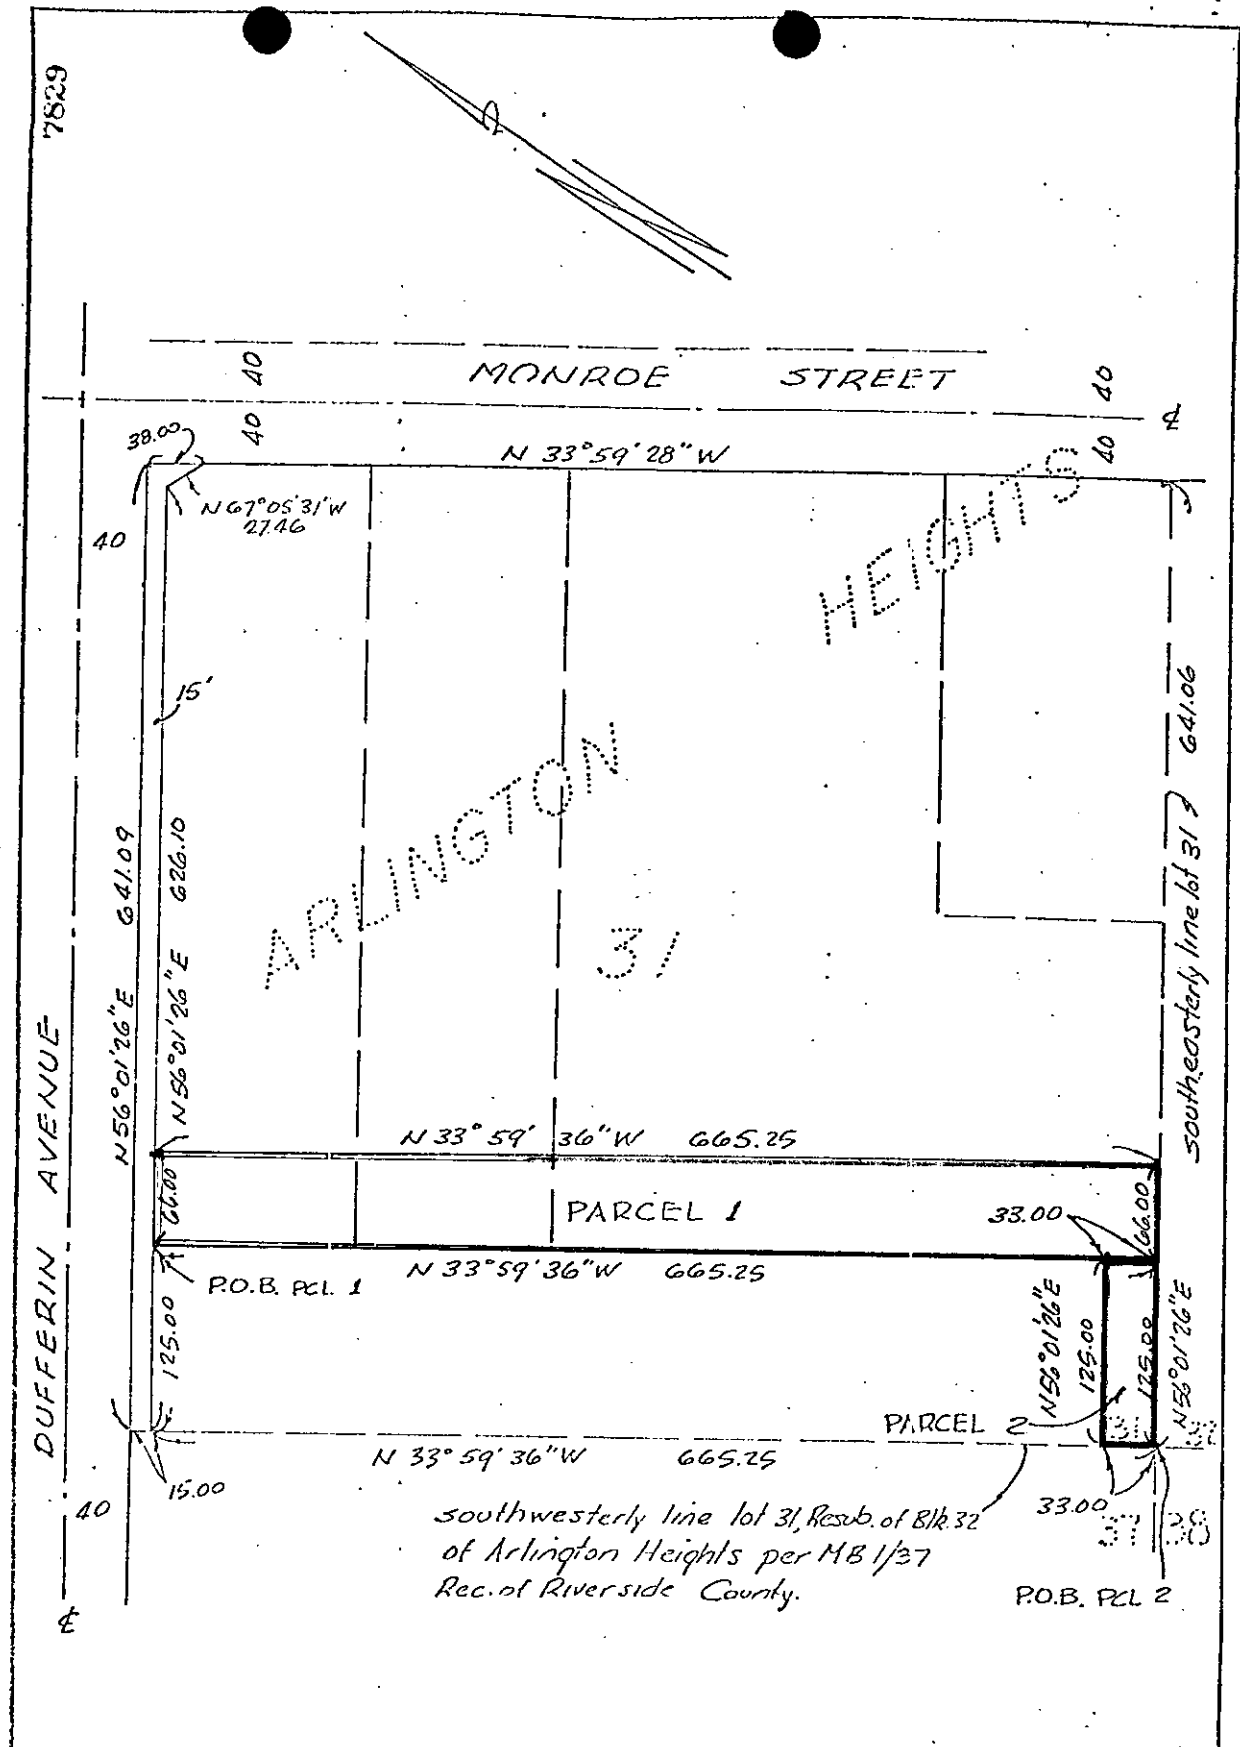 7829
40
40
40
40
MONROE STREET
℄
38.00
N 33°59'28" W
N 67°05'31" W
27.46
40
HEIGHTS
15'
641.06
southeasterly line lot 31
ARLINGTON
31
N 56°01'26" E 641.09
N 56°01'26" E 626.10
DUFFERIN AVENUE
N 33°59'36" W 665.25
66.00
PARCEL 1
33.00
66.00
P.O.B. PCL. 1
N 33°59'36" W 665.25
125.00
N 56°01'26" E
125.00
125.00
N 56°01'26" E
PARCEL 2
31
32
N 33°59'36" W 665.25
15.00
40
33.00
37
38
southwesterly line lot 31, Resub. of Blk. 32
of Arlington Heights per MB 1/37
Rec. of Riverside County.
P.O.B. PCL 2
℄